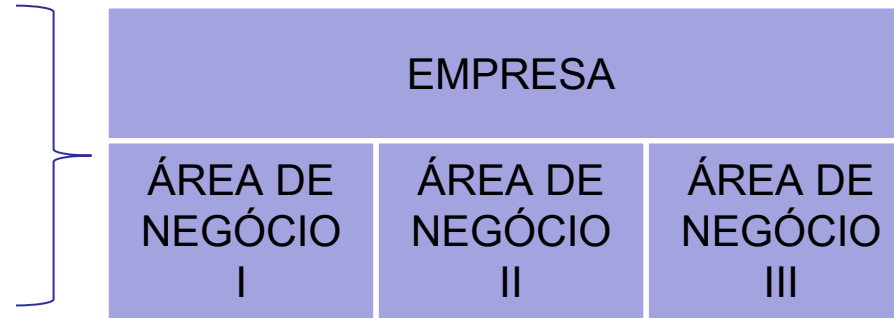 EMPRESA
ÁREA DE
NEGÓCIO
I
ÁREA DE
NEGÓCIO
II
ÁREA DE
NEGÓCIO
III